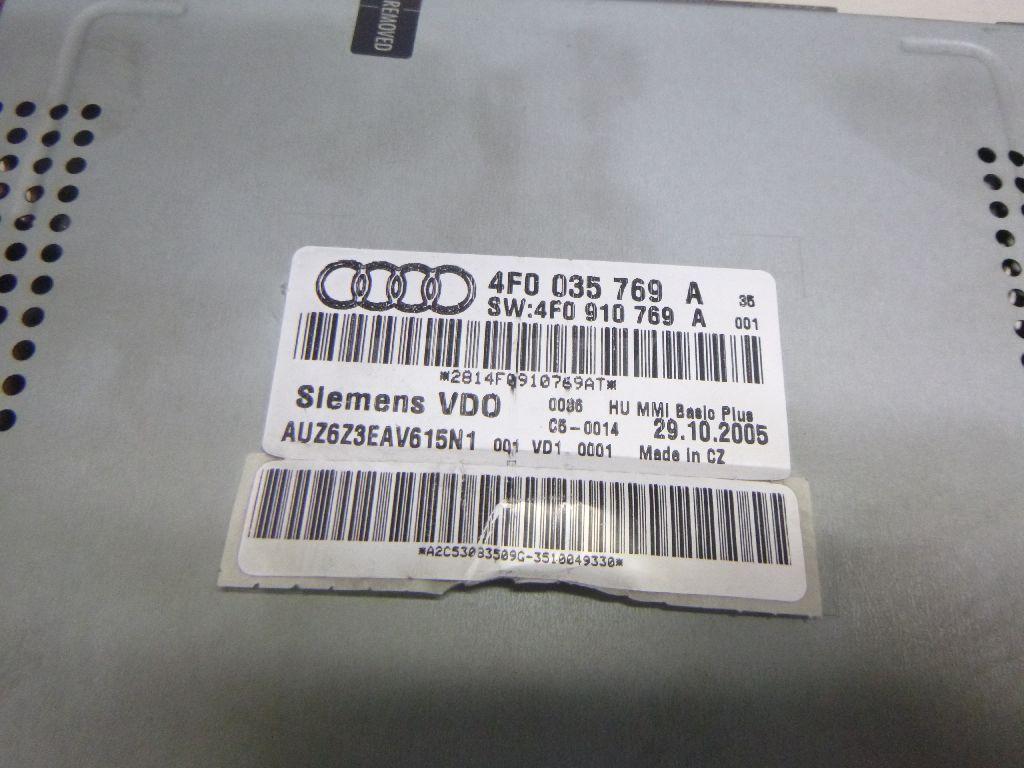 REMOVED
4F0 035 769 A 35
SW:4F0 910 769 A 001
*2814F0910769AT*
Siemens VDO 0036 HU MMI Basic Plus
C5-0014 29.10.2005
AUZ6Z3EAV615N1 001 VD1 0001 Made in CZ
*A2C53083509G-3510049330*